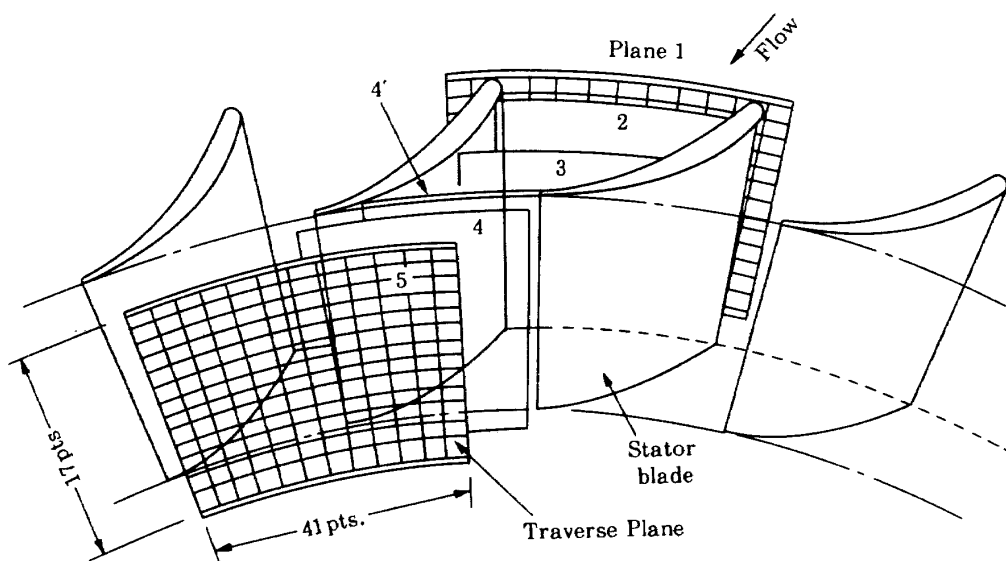 Plane 1
Flow
4′
2
3
4
5
17 pts
41 pts.
Stator
blade
Traverse Plane